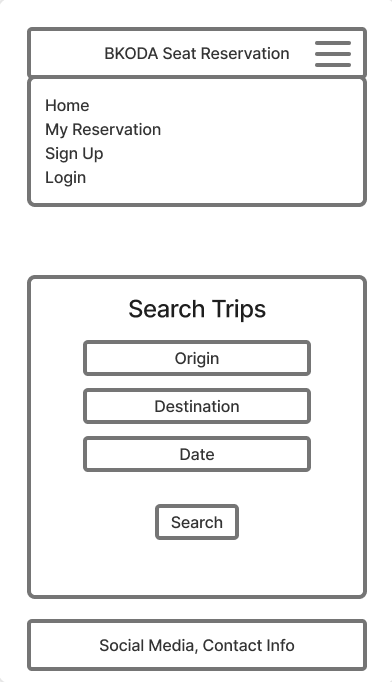 BKODA Seat Reservation
Home
My Reservation
Sign Up
Login
Search Trips
Origin
Destination
Date
Search
Social Media, Contact Info